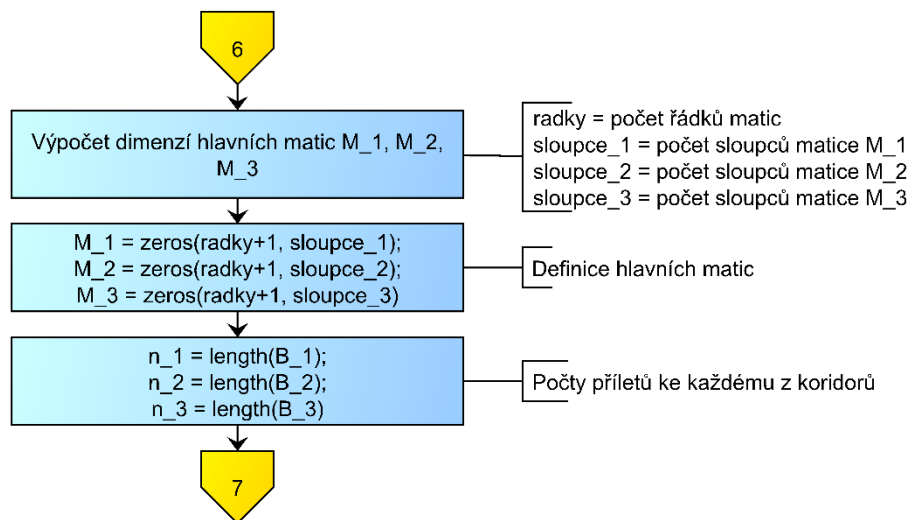 6
Výpočet dimenzí hlavních matic M_1, M_2,
M_3
radky = počet řádků matic
sloupce_1 = počet sloupců matice M_1
sloupce_2 = počet sloupců matice M_2
sloupce_3 = počet sloupců matice M_3
M_1 = zeros(radky+1, sloupce_1);
M_2 = zeros(radky+1, sloupce_2);
M_3 = zeros(radky+1, sloupce_3)
Definice hlavních matic
n_1 = length(B_1);
n_2 = length(B_2);
n_3 = length(B_3)
Počty příletů ke každému z koridorů
7